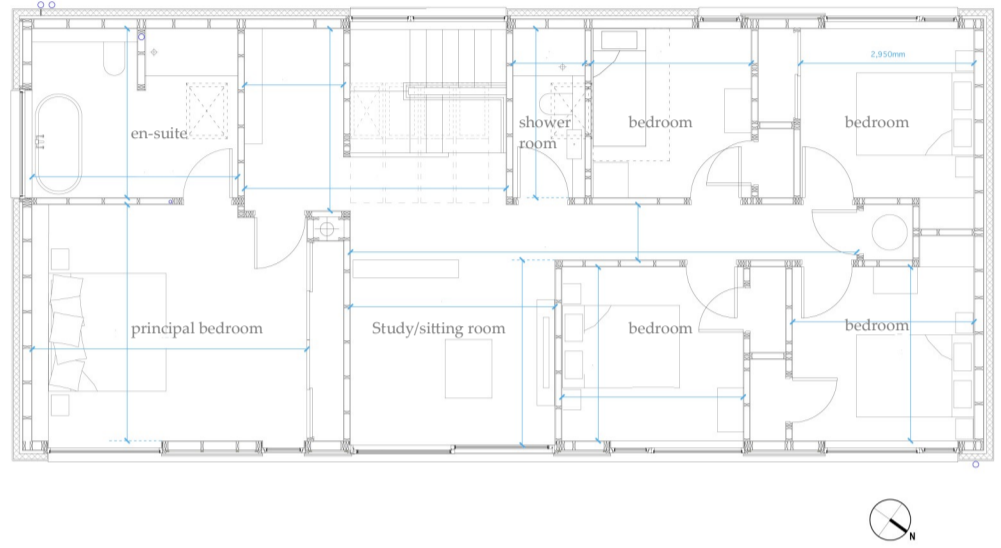 2,950mm
en-suite
shower
room
bedroom
bedroom
principal bedroom
Study/sitting room
bedroom
bedroom
N